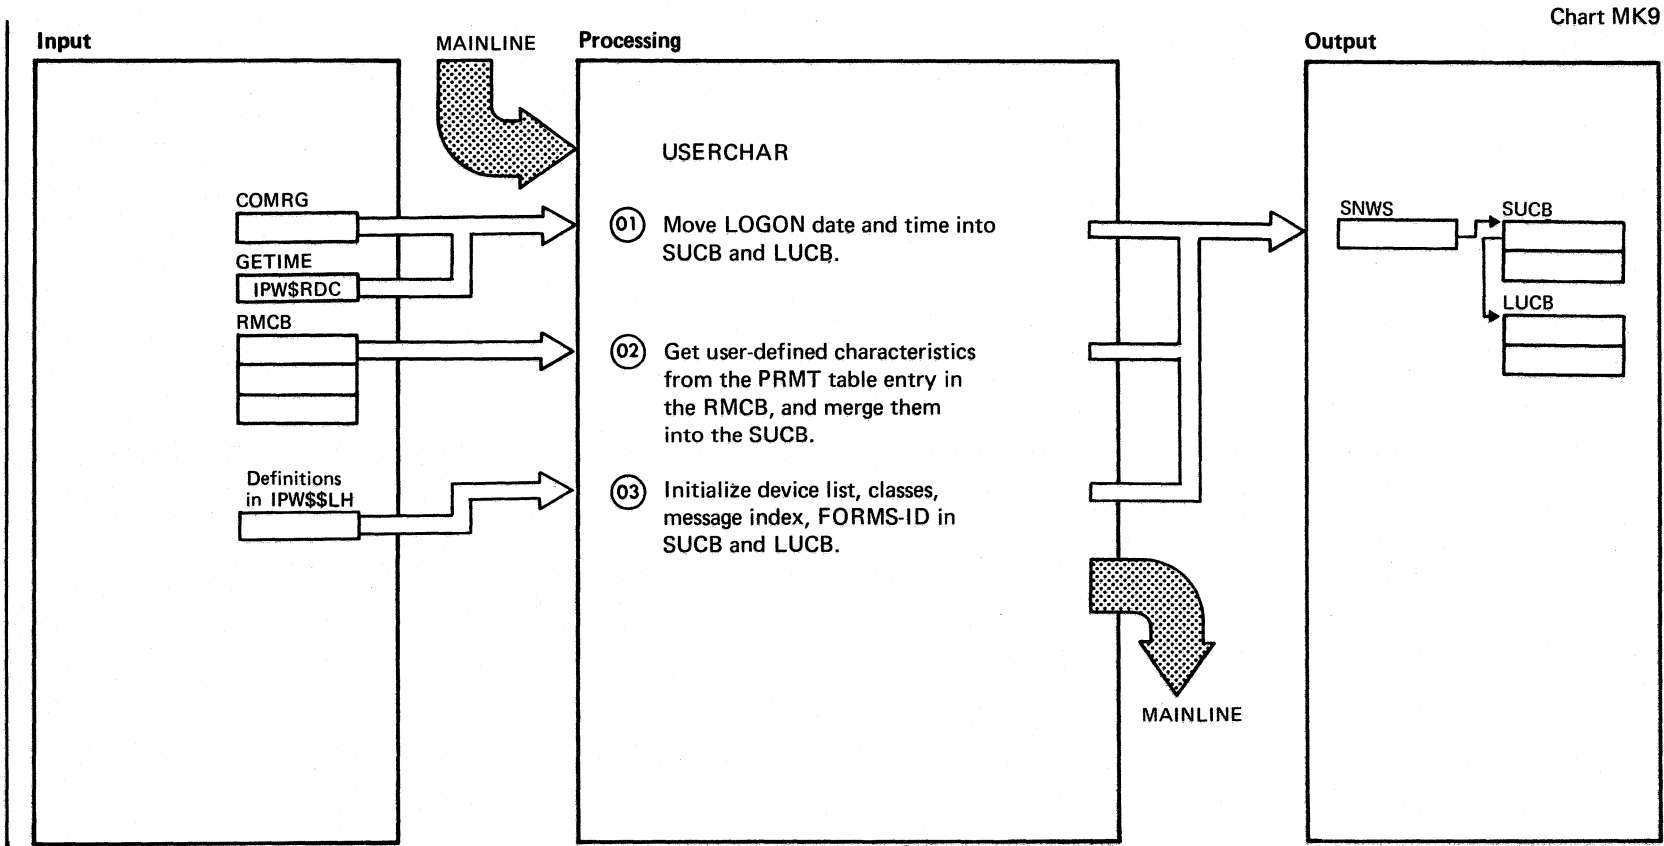 Chart MK9
Input
MAINLINE
Processing
Output
USERCHAR
COMRG
GETIME
IPW$RDC
RMCB
Definitions
in IPW$$LH
01 Move LOGON date and time into
SUCB and LUCB.
02 Get user-defined characteristics
from the PRMT table entry in
the RMCB, and merge them
into the SUCB.
03 Initialize device list, classes,
message index, FORMS-ID in
SUCB and LUCB.
MAINLINE
SNWS
SUCB
LUCB